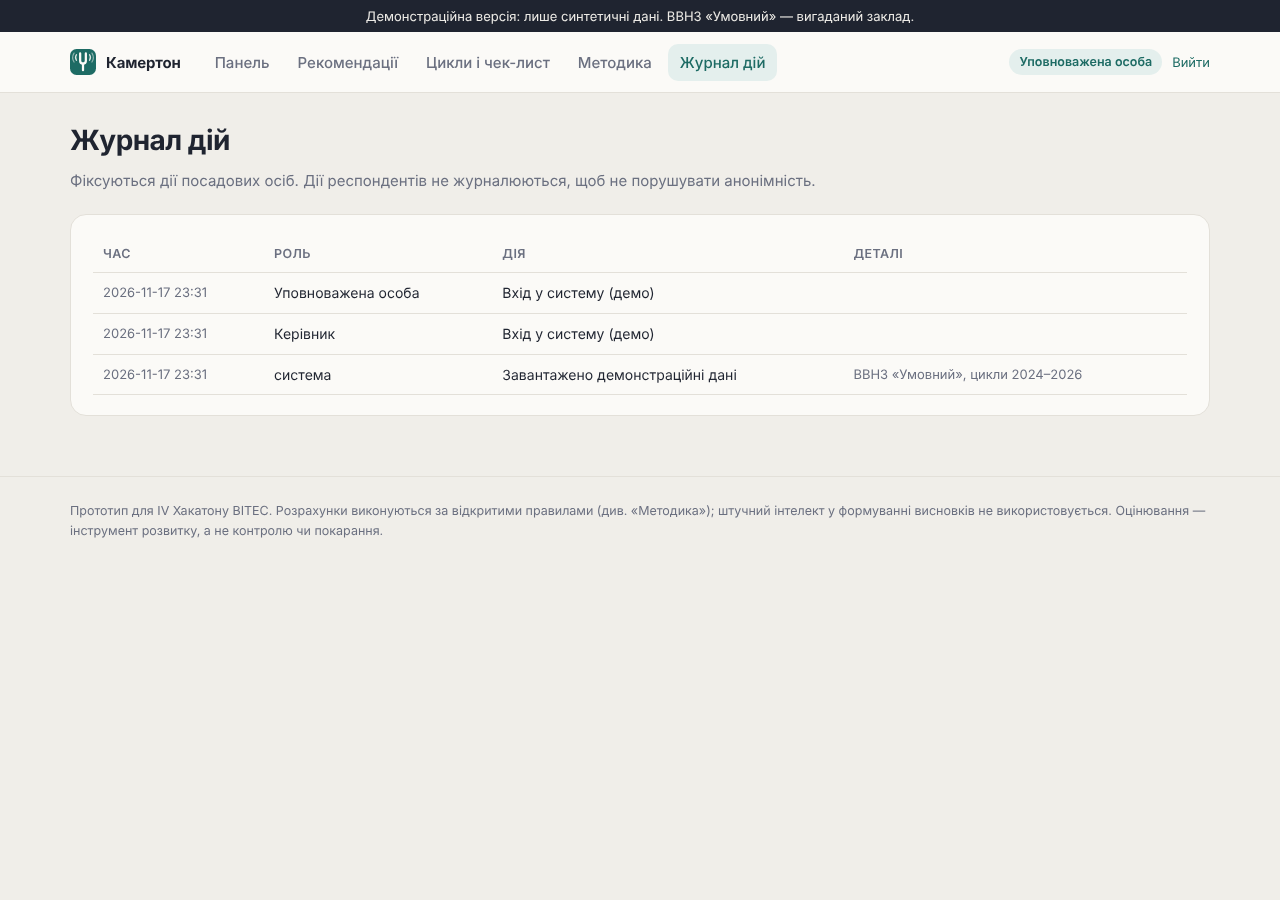 Демонстраційна версія: лише синтетичні дані. ВВНЗ «Умовний» — вигаданий заклад.
Камертон Панель Рекомендації Цикли і чек-лист Методика Журнал дій Уповноважена особа Вийти
Журнал дій
Фіксуються дії посадових осіб. Дії респондентів не журналюються, щоб не порушувати анонімність.
ЧАС РОЛЬ ДІЯ ДЕТАЛІ
2026-11-17 23:31 Уповноважена особа Вхід у систему (демо)
2026-11-17 23:31 Керівник Вхід у систему (демо)
2026-11-17 23:31 система Завантажено демонстраційні дані ВВНЗ «Умовний», цикли 2024–2026
Прототип для IV Хакатону ВІТЕС. Розрахунки виконуються за відкритими правилами (див. «Методика»); штучний інтелект у формуванні висновків не використовується. Оцінювання —
інструмент розвитку, а не контролю чи покарання.